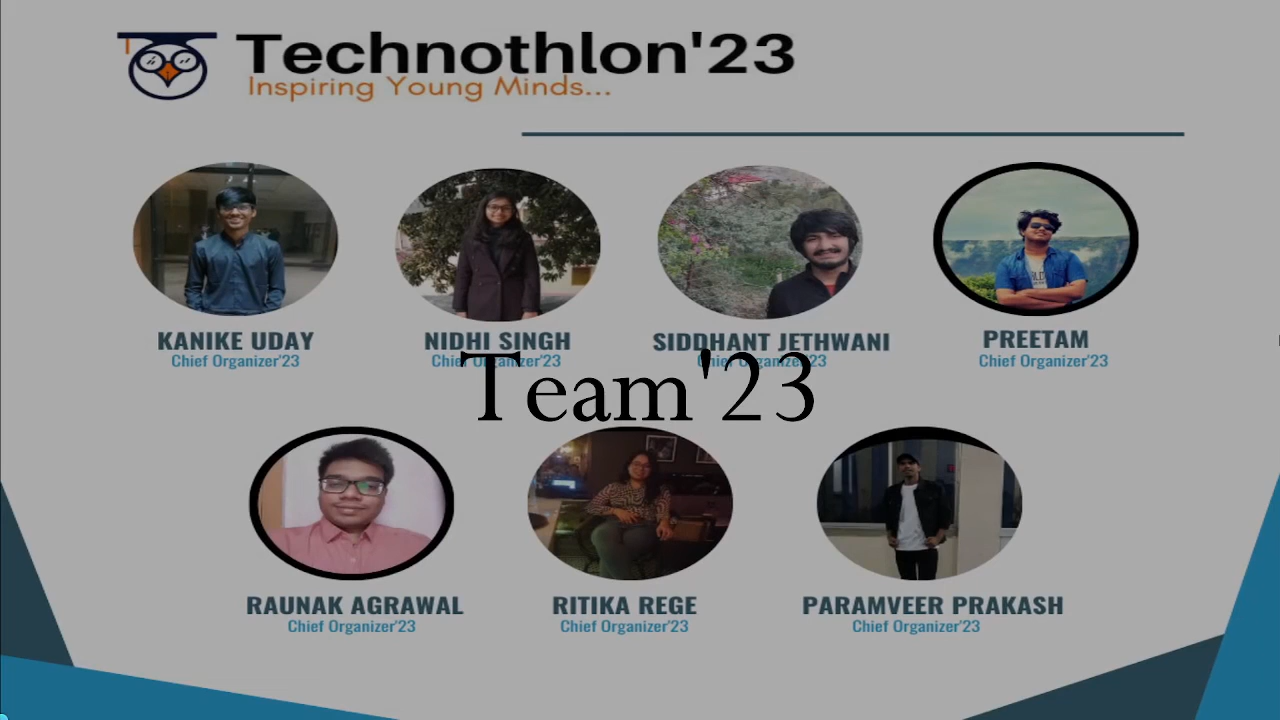 Technothlon'23
Inspiring Young Minds...
KANIKE UDAY
Chief Organizer'23
NIDHI SINGH
Chief Organizer'23
SIDDHANT JETHWANI
Chief Organizer'23
PREETAM
Chief Organizer'23
Team'23
RAUNAK AGRAWAL
Chief Organizer'23
RITIKA REGE
Chief Organizer'23
PARAMVEER PRAKASH
Chief Organizer'23